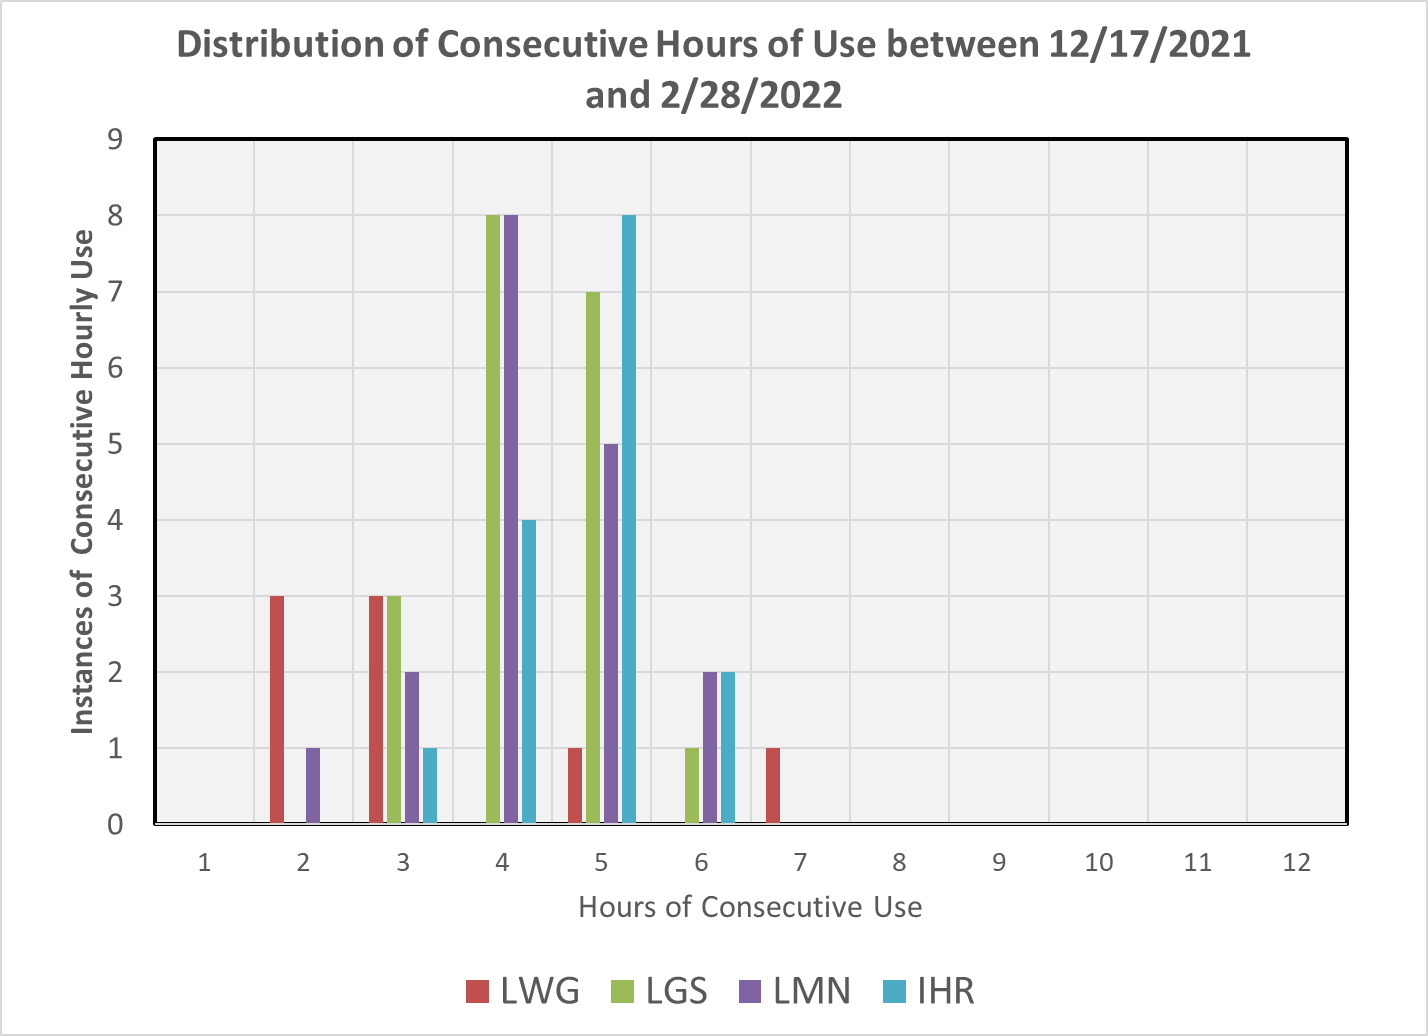 Distribution of Consecutive Hours of Use between 12/17/2021
and 2/28/2022
Instances of Consecutive Hourly Use
9
8
7
6
5
4
3
2
1
0
1 2 3 4 5 6 7 8 9 10 11 12
Hours of Consecutive Use
LWG LGS LMN IHR